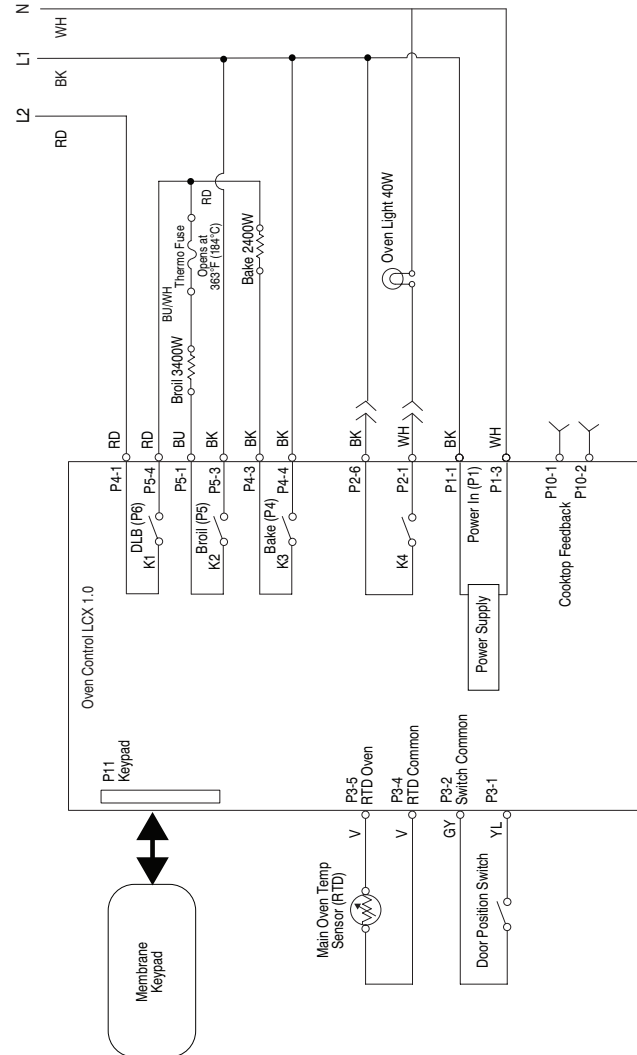 N
WH
L1
BK
L2
RD
RD
Thermo Fuse
Opens at
363°F (184°C)
BU/WH
Broil 3400W
Bake 2400W
Oven Light 40W
RD
RD
BU
BK
BK
BK
BK
WH
BK
WH
P4-1
P5-4
P5-1
P5-3
P4-3
P4-4
P2-6
P2-1
P1-1
P1-3
P10-1
P10-2
DLB (P6)
K1
Broil (P5)
K2
Bake (P4)
K3
K4
Power In (P1)
Power Supply
Cooktop Feedback
Oven Control LCX 1.0
P11
Keypad
P3-5
RTD Oven
P3-4
RTD Common
P3-2
Switch Common
P3-1
V
V
GY
YL
Main Oven Temp
Sensor (RTD)
Door Position Switch
Membrane
Keypad